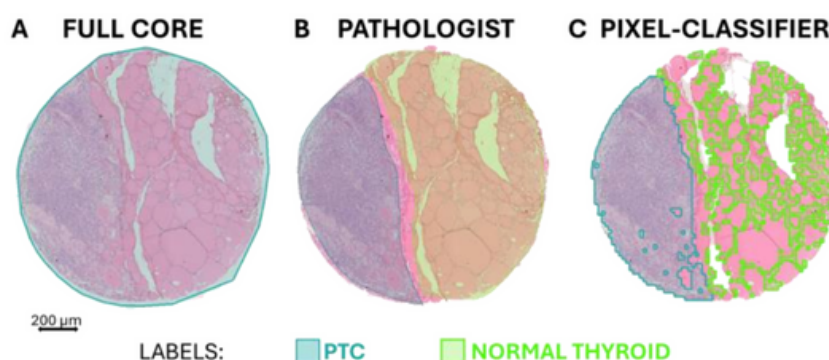 A FULL CORE B PATHOLOGIST C PIXEL-CLASSIFIER
200 µm
LABELS: PTC NORMAL THYROID